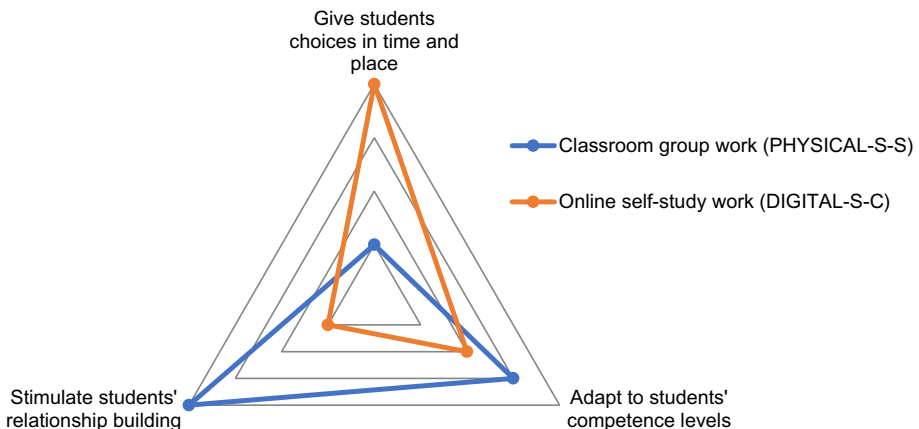 Give students
choices in time and
place
Classroom group work (PHYSICAL-S-S)
Online self-study work (DIGITAL-S-C)
Stimulate students'
relationship building
Adapt to students'
competence levels